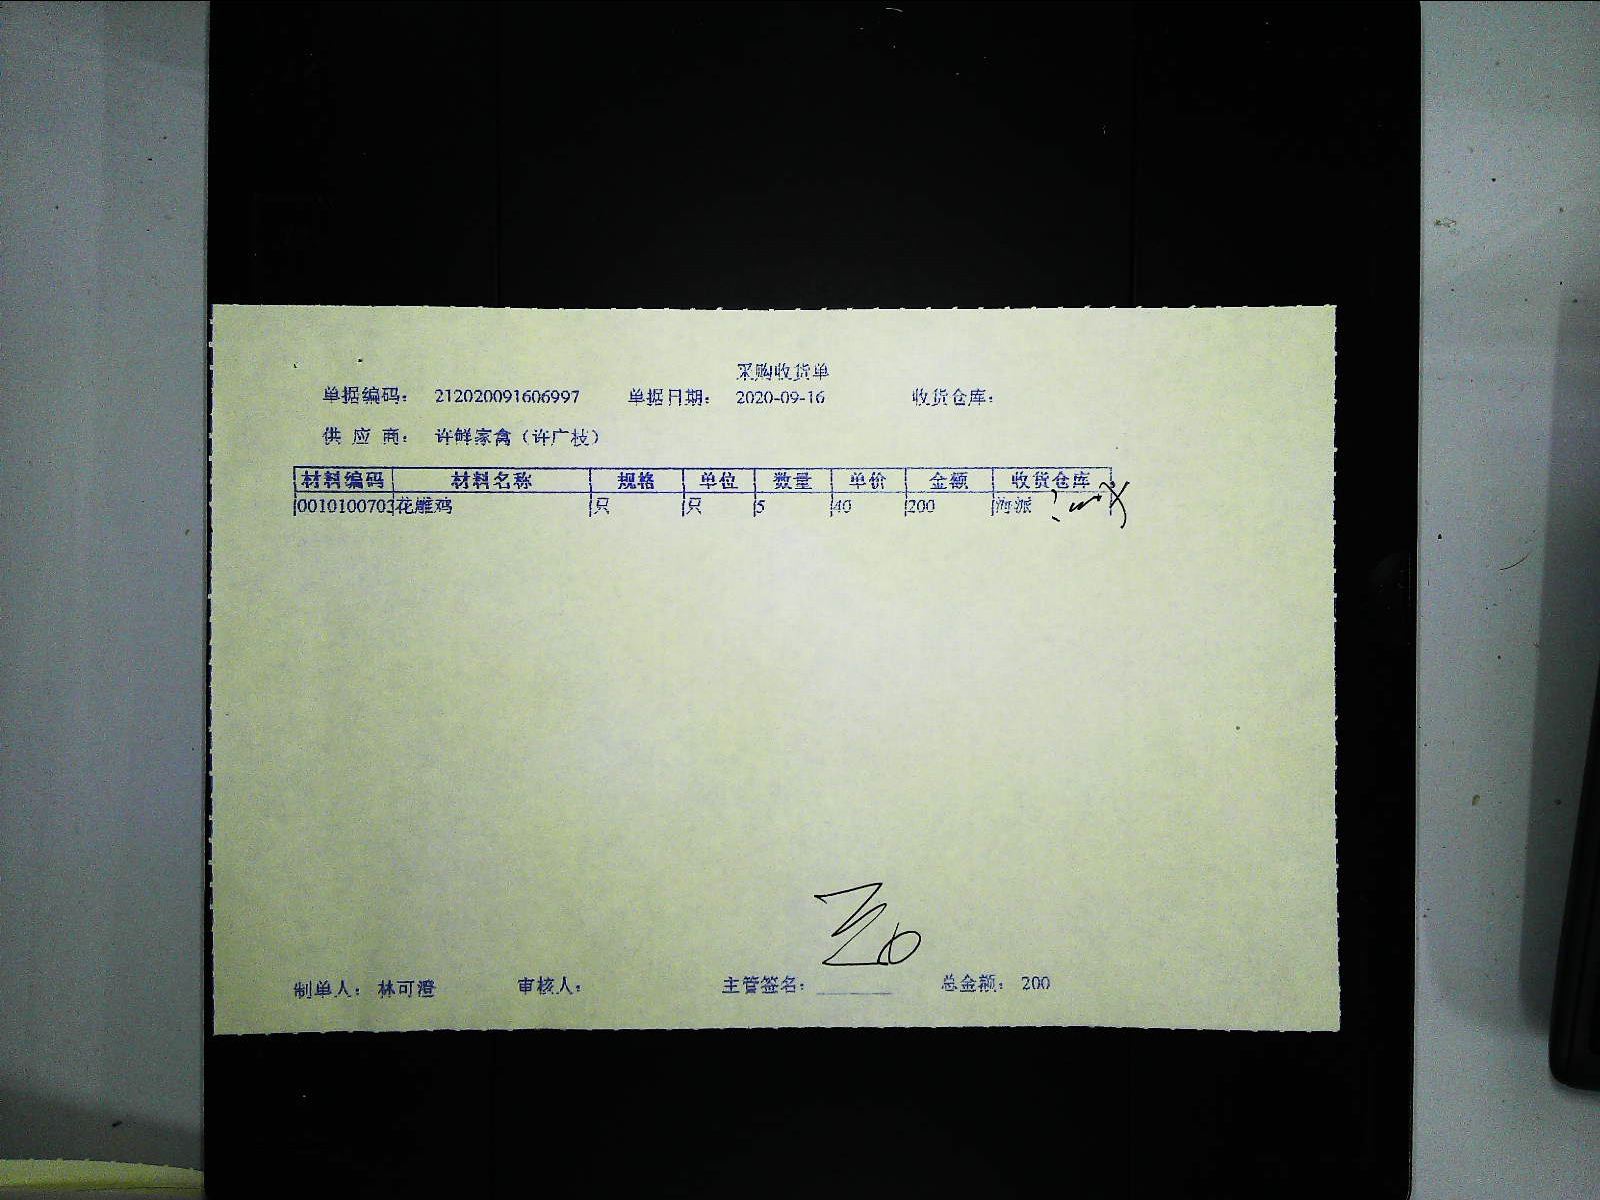 采购收货单
单据编码： 212020091606997 单据日期： 2020-09-16 收货仓库：
供 应 商： 许鲜家禽（许广枝）
材料编码 材料名称 规格 单位 数量 单价 金额 收货仓库
0010100703 花雕鸡 只 只 5 40 200 海派
制单人： 林可澄 审核人： 主管签名： 总金额： 200